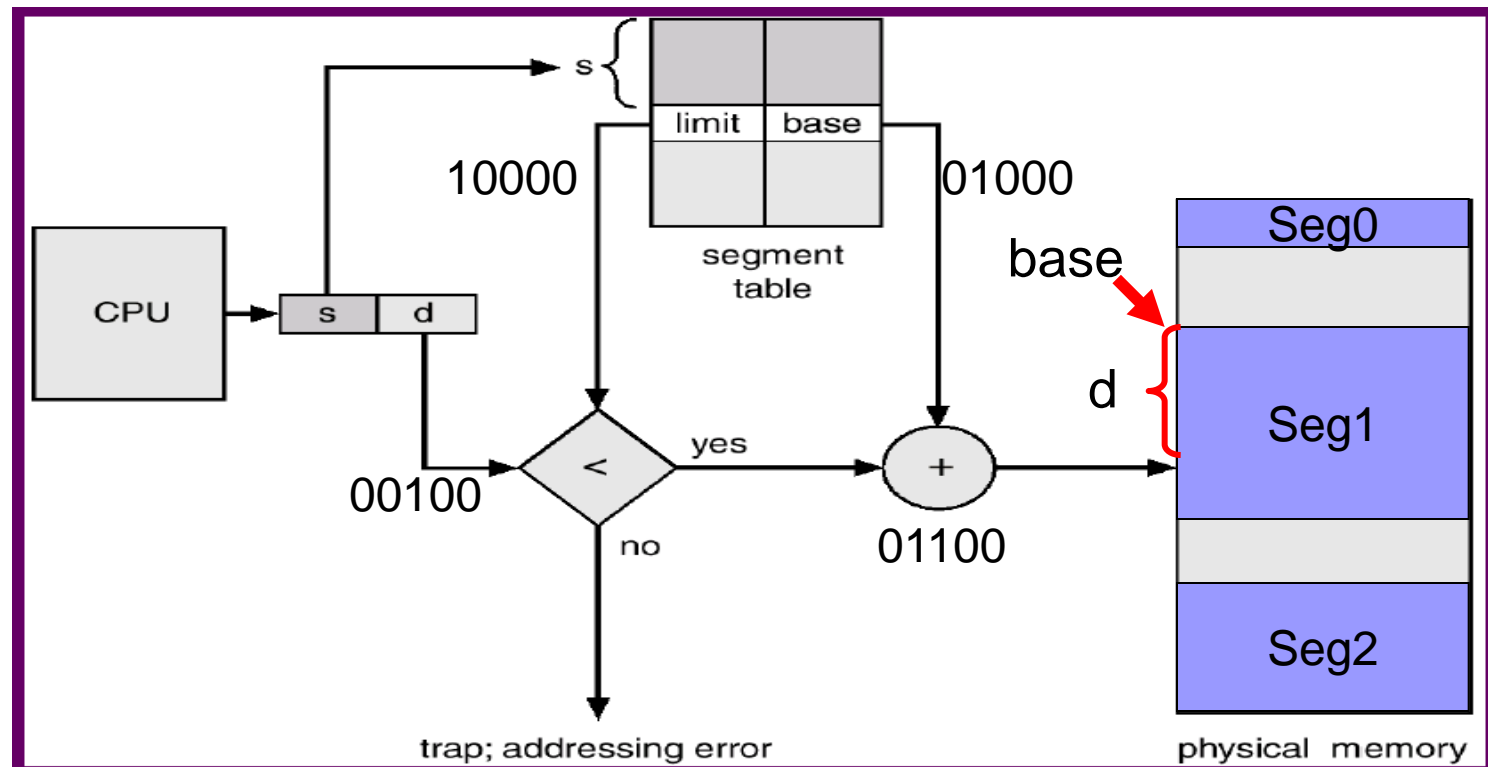 s
limit base
10000
01000
Seg0
segment
table
base
CPU
s d
d
Seg1
<
yes
+
00100
no
01100
Seg2
trap; addressing error
physical memory